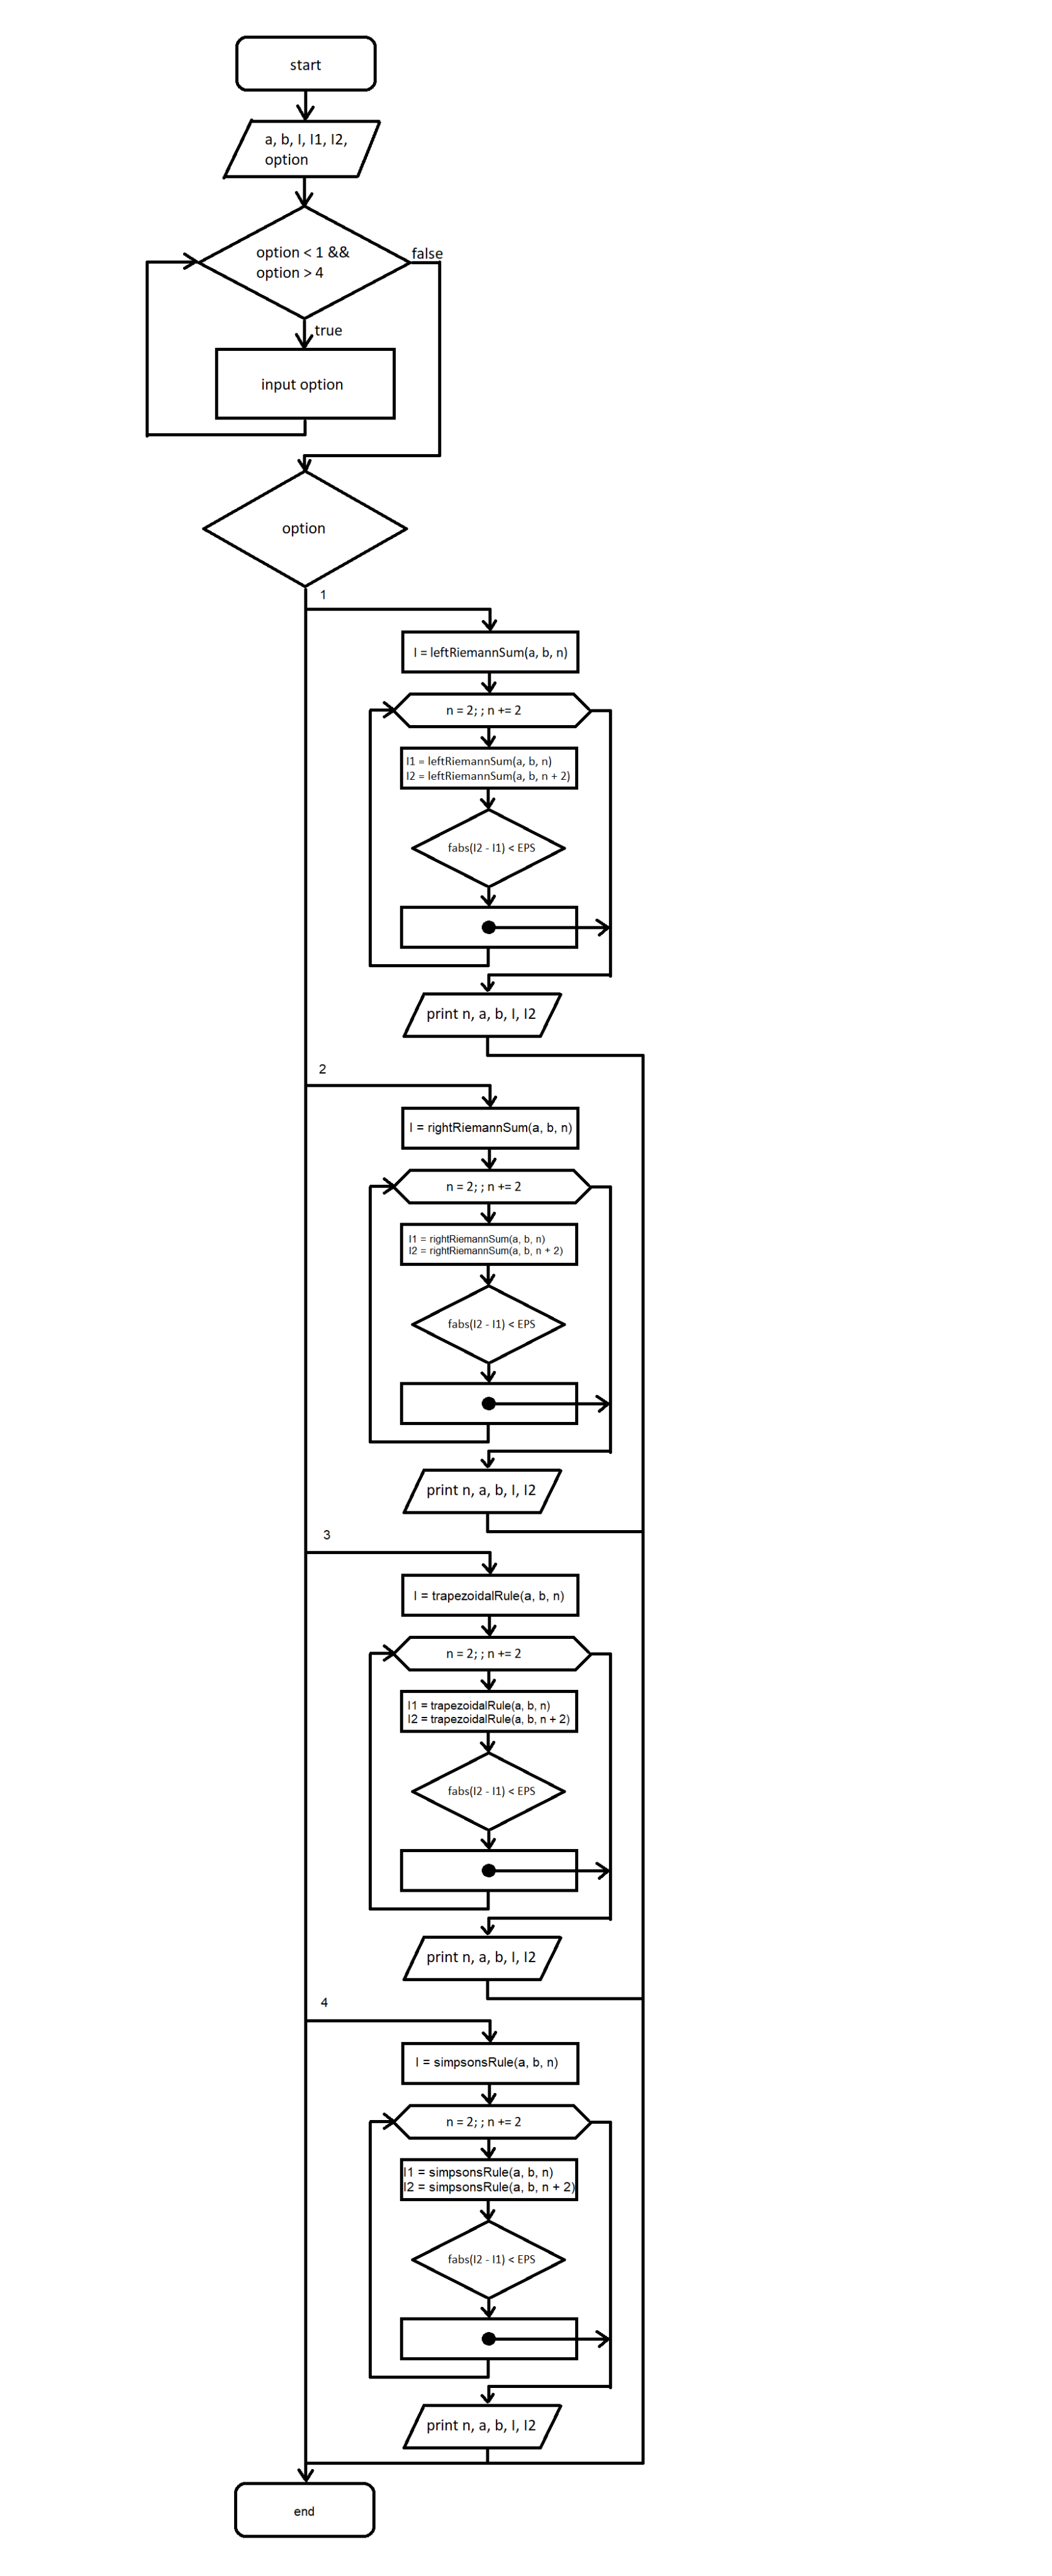 start
a, b, I, I1, I2,
option
option < 1 &&
option > 4
false
true
input option
option
1
I = leftRiemannSum(a, b, n)
n = 2; ; n += 2
I1 = leftRiemannSum(a, b, n)
I2 = leftRiemannSum(a, b, n + 2)
fabs(I2 - I1) < EPS
print n, a, b, I, I2
2
I = rightRiemannSum(a, b, n)
n = 2; ; n += 2
I1 = rightRiemannSum(a, b, n)
I2 = rightRiemannSum(a, b, n + 2)
fabs(I2 - I1) < EPS
print n, a, b, I, I2
3
I = trapezoidalRule(a, b, n)
n = 2; ; n += 2
I1 = trapezoidalRule(a, b, n)
I2 = trapezoidalRule(a, b, n + 2)
fabs(I2 - I1) < EPS
print n, a, b, I, I2
4
I = simpsonsRule(a, b, n)
n = 2; ; n += 2
I1 = simpsonsRule(a, b, n)
I2 = simpsonsRule(a, b, n + 2)
fabs(I2 - I1) < EPS
print n, a, b, I, I2
end